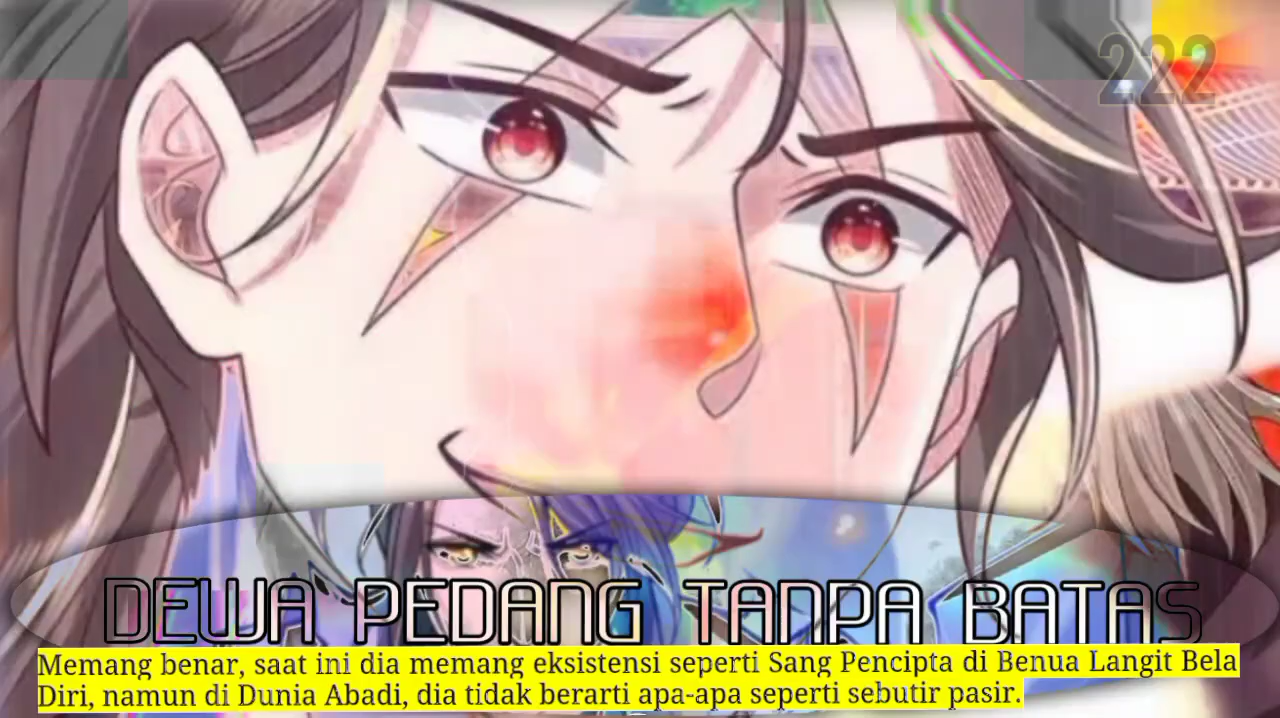 222
DEWA PEDANG TANPA BATAS
Memang benar, saat ini dia memang eksistensi seperti Sang Pencipta di Benua Langit Bela
Diri, namun di Dunia Abadi, dia tidak berarti apa-apa seperti sebutir pasir.